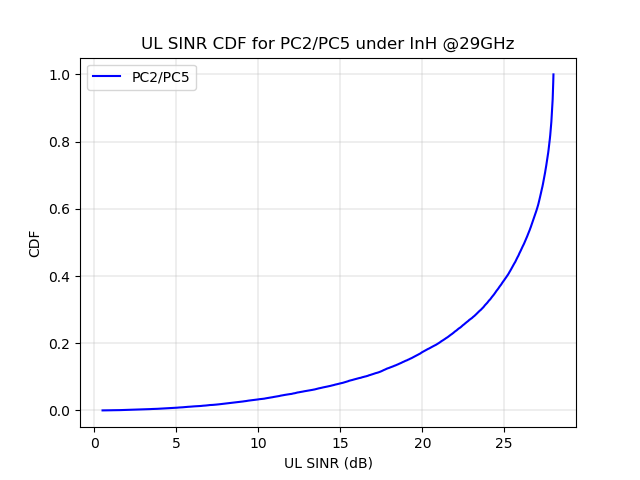 UL SINR CDF for PC2/PC5 under InH @29GHz
PC2/PC5
1.0
0.8
0.6
0.4
0.2
0.0
CDF
0 5 10 15 20 25
UL SINR (dB)